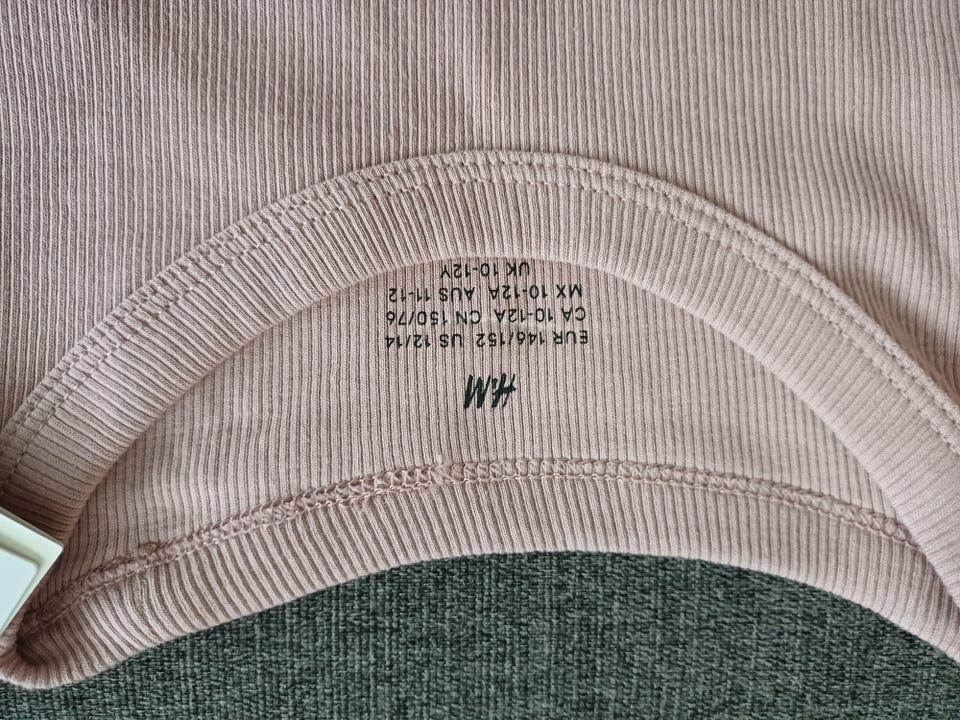 H&M
EUR 146/152 US 12/14
CA 10-12A CN 150/76
MX 10-12A AUS 11-12
UK 10-12Y